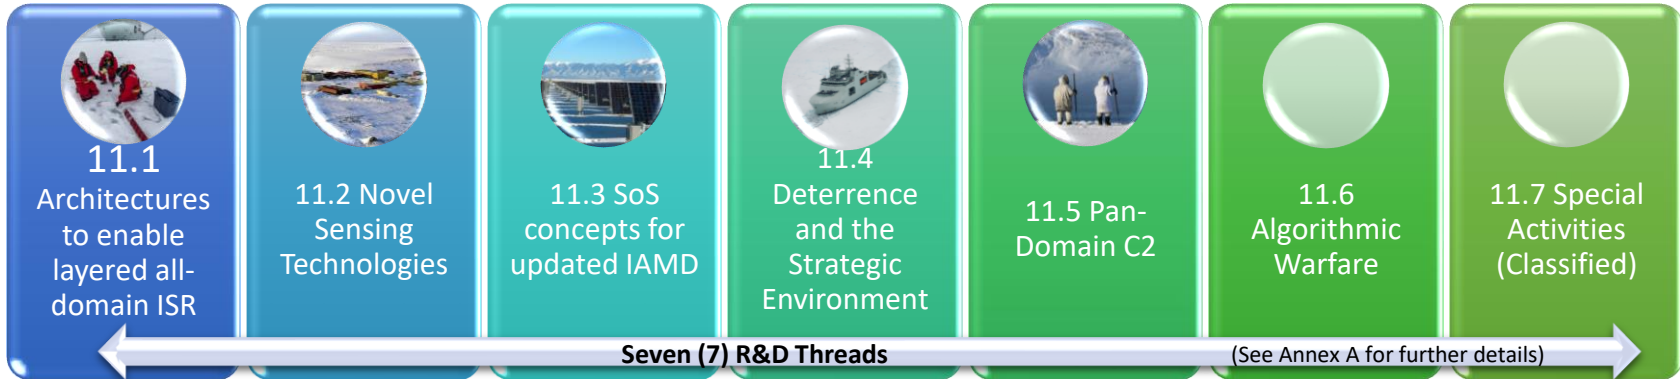 11.1
Architectures
to enable
layered all-
domain ISR
11.2 Novel
Sensing
Technologies
11.3 SoS
concepts for
updated IAMD
11.4
Deterrence
and the
Strategic
Environment
11.5 Pan-
Domain C2
11.6
Algorithmic
Warfare
11.7 Special
Activities
(Classified)
Seven (7) R&D Threads
(See Annex A for further details)